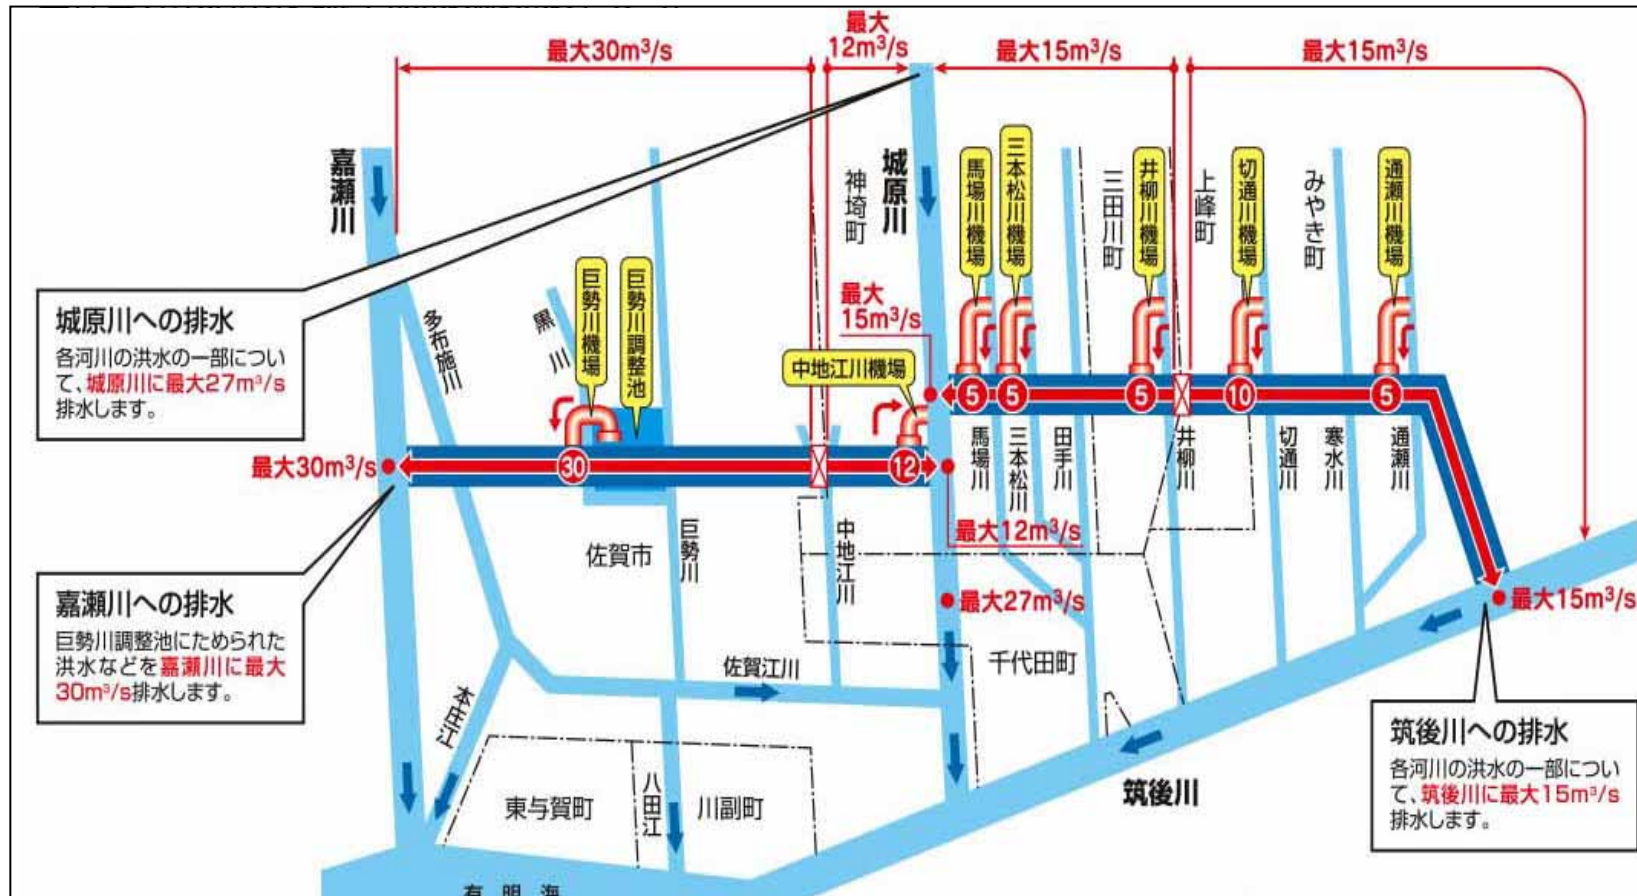 最大30m³/s
最大
12m³/s
最大15m³/s
最大15m³/s
嘉瀬川
神埼町
城原川
馬場川機場
三本松川機場
三田川町
井柳川機場
上峰町
切通川機場
みやき町
通瀬川機場
城原川への排水
各河川の洪水の一部につい
て、城原川に最大27m³/s
排水します。
多布施川
黒川
巨勢川機場
巨勢川調整池
最大
15m³/s
中地江川機場
5
5
5
10
5
馬場川
三本松川
田手川
井柳川
切通川
寒水川
通瀬川
最大30m³/s
30
12
最大12m³/s
佐賀市
巨勢川
中地江川
嘉瀬川への排水
巨勢川調整池にためられた
洪水などを嘉瀬川に最大
30m³/s排水します。
最大27m³/s
最大15m³/s
佐賀江川
千代田町
本庄江
筑後川への排水
各河川の洪水の一部につい
て、筑後川に最大15m³/s
排水します。
東与賀町
八田江
川副町
筑後川
有明海